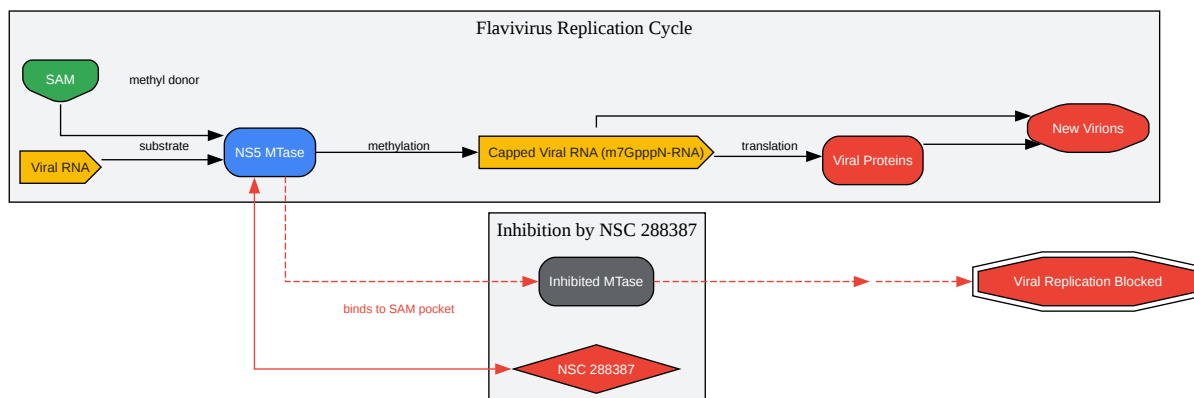 Flavivirus Replication Cycle
SAM
methyl donor
Viral RNA
substrate
NS5 MTase
methylation
Capped Viral RNA (m7GpppN-RNA)
translation
Viral Proteins
New Virions
Inhibition by NSC 288387
Inhibited MTase
Viral Replication Blocked
binds to SAM pocket
NSC 288387